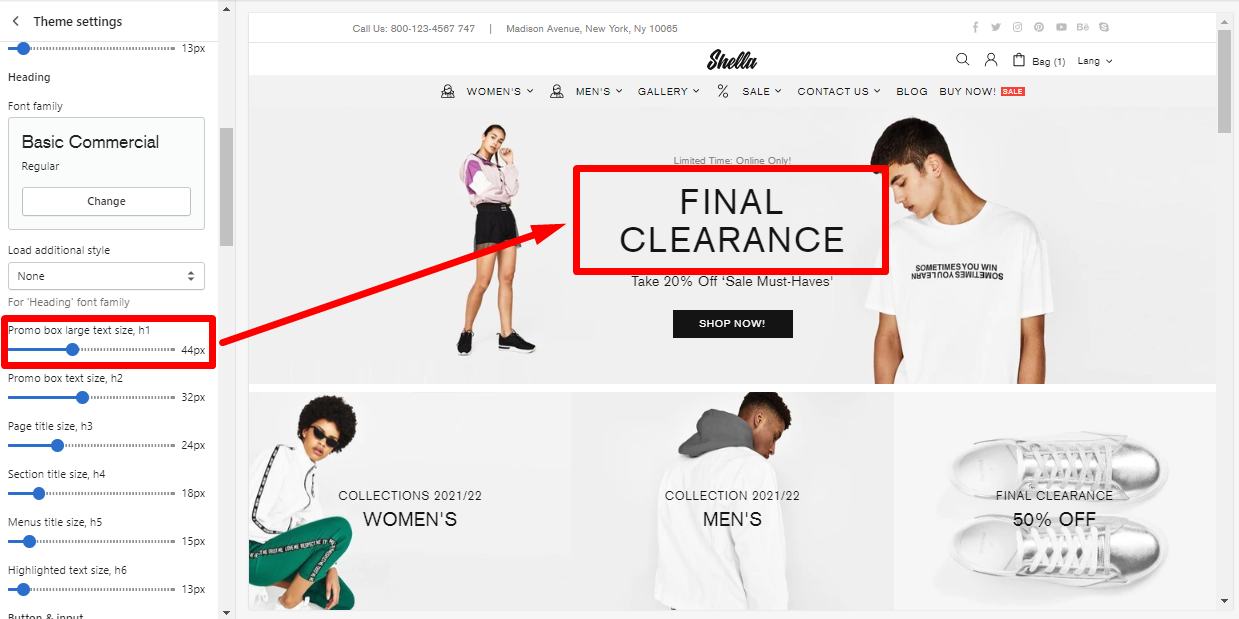 Theme settings
13px
Heading
Font family
Basic Commercial
Regular
Change
Load additional style
None
For 'Heading' font family
Promo box large text size, h1
44px
Promo box text size, h2
32px
Page title size, h3
24px
Section title size, h4
18px
Menus title size, h5
15px
Highlighted text size, h6
13px
Button & input
Call Us: 800-123-4567 747 | Madison Avenue, New York, Ny 10065
Shella
Bag (1) Lang
WOMEN'S MEN'S GALLERY % SALE CONTACT US BLOG BUY NOW! SALE
Limited Time: Online Only!
FINAL
CLEARANCE
Take 20% Off ‘Sale Must-Haves’
SHOP NOW!
SOMETIMES YOU WIN
SOMETIMES YOU LEARN
COLLECTIONS 2021/22
WOMEN'S
COLLECTION 2021/22
MEN'S
FINAL CLEARANCE
50% OFF